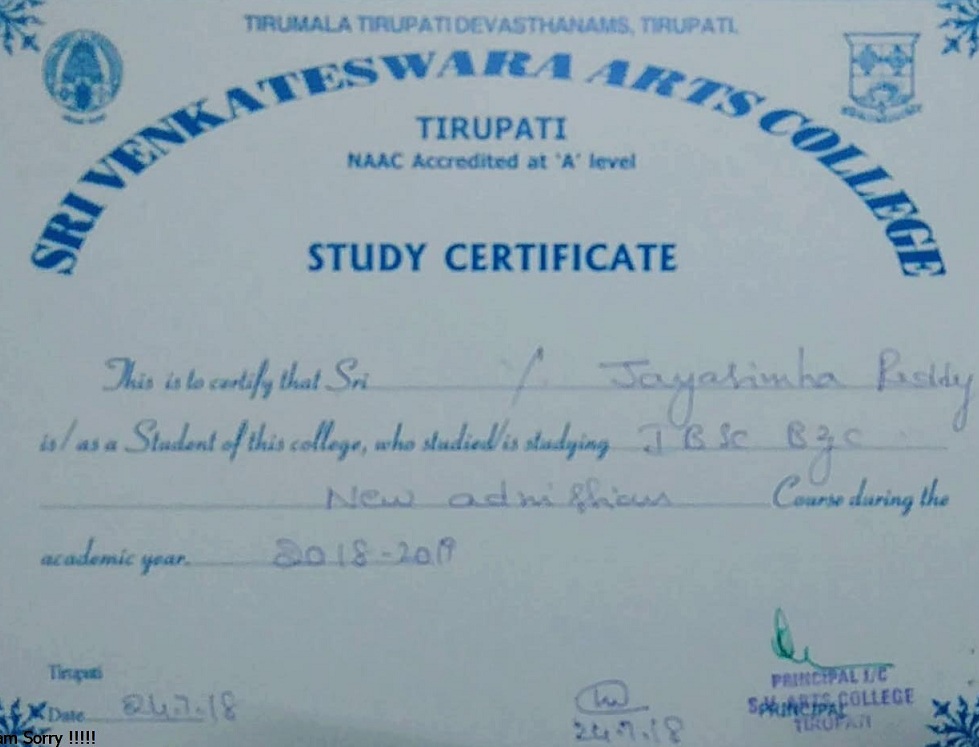 TIRUMALA TIRUPATI DEVASTHANAMS, TIRUPATI.
SRI VENKATESWARA ARTS COLLEGE
TIRUPATI
NAAC Accredited at 'A' level
STUDY CERTIFICATE
This is to certify that Sri Jayasimha Reddy
is/as a Student of this college, who studied/is studying I BSC BZC
New admissions Course during the
academic year. 2018-2019
Tirupati
Date 24.7.18
24.7.18
PRINCIPAL I/C
S.V. ARTS COLLEGE
PRINCIPAL
TIRUPATI
am Sorry !!!!!